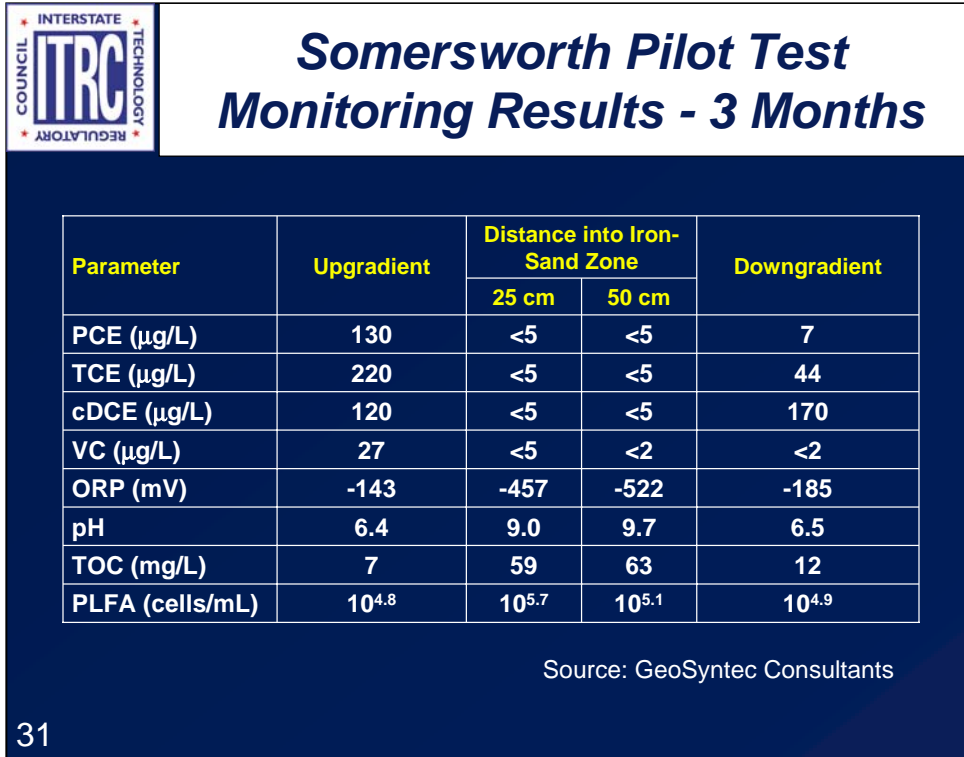 INTERSTATE
TECHNOLOGY
REGULATORY
COUNCIL
ITRC
Somersworth Pilot Test
Monitoring Results - 3 Months
Parameter Upgradient Distance into Iron-
Sand Zone Downgradient
25 cm 50 cm
PCE (µg/L) 130 <5 <5 7
TCE (µg/L) 220 <5 <5 44
cDCE (µg/L) 120 <5 <5 170
VC (µg/L) 27 <5 <2 <2
ORP (mV) -143 -457 -522 -185
pH 6.4 9.0 9.7 6.5
TOC (mg/L) 7 59 63 12
PLFA (cells/mL) 10^4.8 10^5.7 10^5.1 10^4.9
Source: GeoSyntec Consultants
31